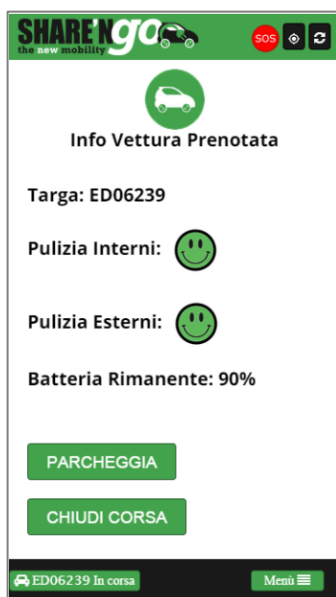 SHARE'NGO
the new mobility
SOS
Info Vettura Prenotata
Targa: ED06239
Pulizia Interni:
Pulizia Esterni:
Batteria Rimanente: 90%
PARCHEGGIA
CHIUDI CORSA
ED06239 In corsa
Menù